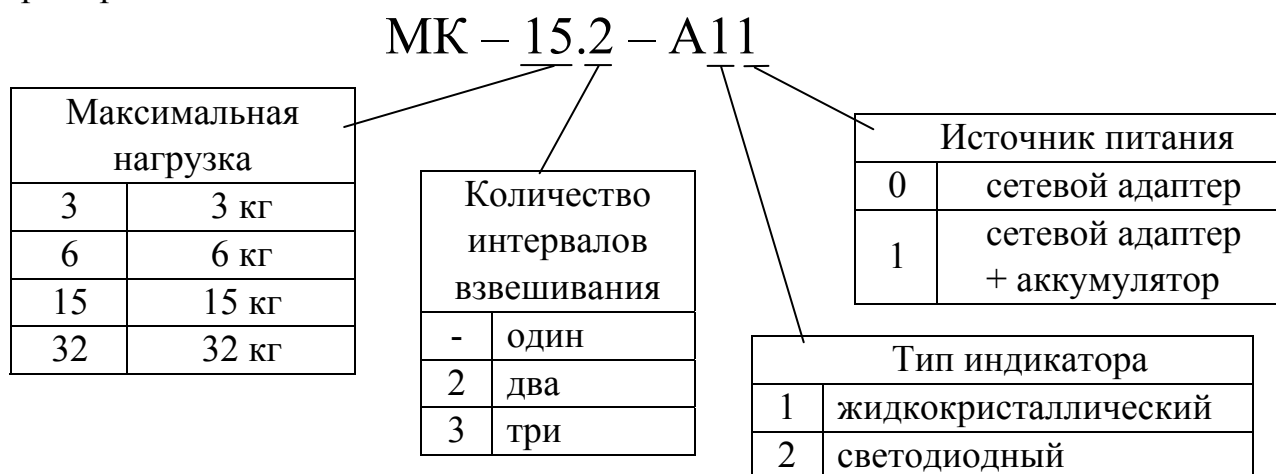 МК – 15.2 – А11
Максимальная
нагрузка
3 3 кг
6 6 кг
15 15 кг
32 32 кг
Количество
интервалов
взвешивания
- один
2 два
3 три
Источник питания
0 сетевой адаптер
1 сетевой адаптер
+ аккумулятор
Тип индикатора
1 жидкокристаллический
2 светодиодный